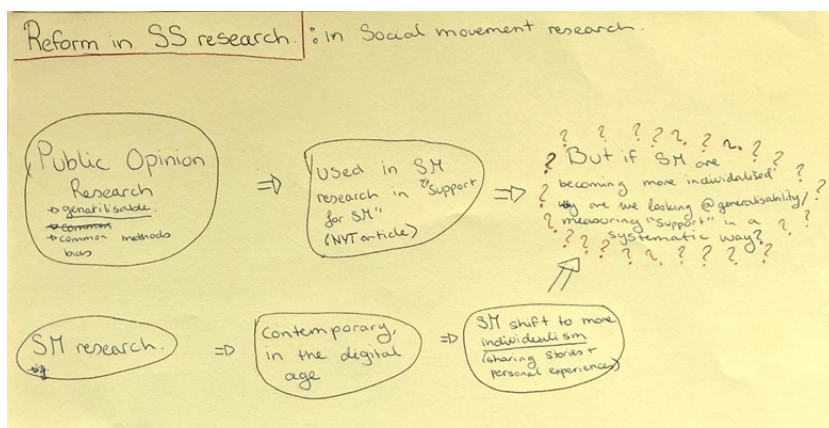 Reform in SS research. : in Social movement research.
Public Opinion
Research
→ genarilisable.
→ common
→ common methods
bias
⇒
used in SM
research in "Support
for SM"
(NYT article)
⇒
? ? ? ? ? ? ? ?
? But if SM are ? ?
becoming more individualised ?
? why are we looking @generalisability/ ?
? measuring "support" in a ? ?
? ? ? ? systematic way? ?
? ? ? ? ? ? ?
SM research.
⇒
Contemporary,
in the digital
age
⇒
SM shift to more
individualism
(sharing stories +
personal experiences)
⇒